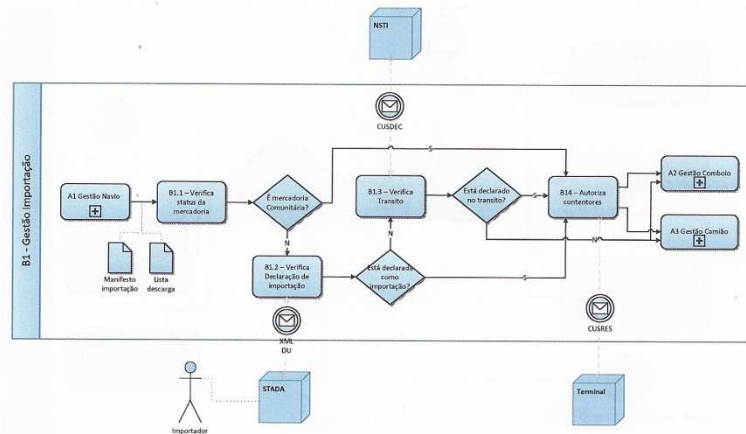 NSTI
CUSDEC
B1 - Gestão Importação
A1 Gestão Navio
B1.1 – Verifica
status da
mercadoria
É mercadoria
Comunitária?
S
B1.3 – Verifica
Transito
Está declarado
no transito?
S
B14 – Autoriza
contentores
A2 Gestão Comboio
A3 Gestão Camião
N
N
N
Manifesto
importação
Lista
descarga
B1.2 – Verifica
Declaração de
importação
Está declarada
como
importação?
S
XML
DU
CUSRES
STADA
Terminal
Importador